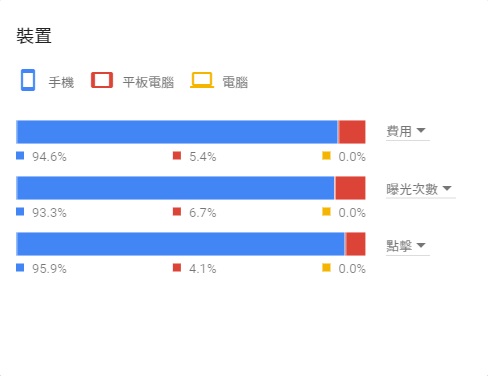 裝置
手機 平板電腦 電腦
費用
94.6% 5.4% 0.0%
曝光次數
93.3% 6.7% 0.0%
點擊
95.9% 4.1% 0.0%